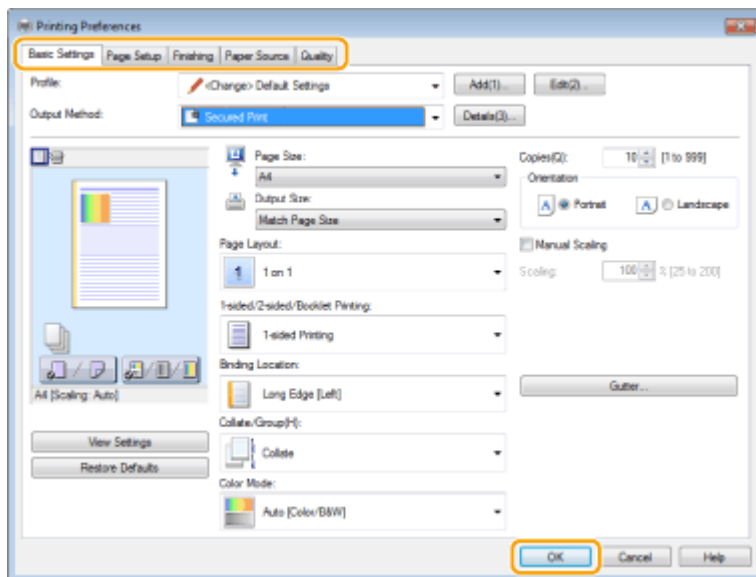 Printing Preferences
Basic Settings Page Setup Finishing Paper Source Quality
Profile: <Change> Default Settings Add(1)... Edit(2)...
Output Method: Secured Print Details(3)...
Page Size:
A4
Output Size:
Match Page Size
Copies(Q): 10 [1 to 999]
Orientation
A Portrait A Landscape
Page Layout:
1 1 on 1
Manual Scaling
Scaling: 100 % [25 to 200]
1-sided/2-sided/Booklet Printing:
1-sided Printing
Binding Location:
Long Edge [Left]
Gutter...
A4 [Scaling: Auto]
Collate/Group(H):
Collate
View Settings
Restore Defaults
Color Mode:
Auto [Color/B&W]
OK Cancel Help